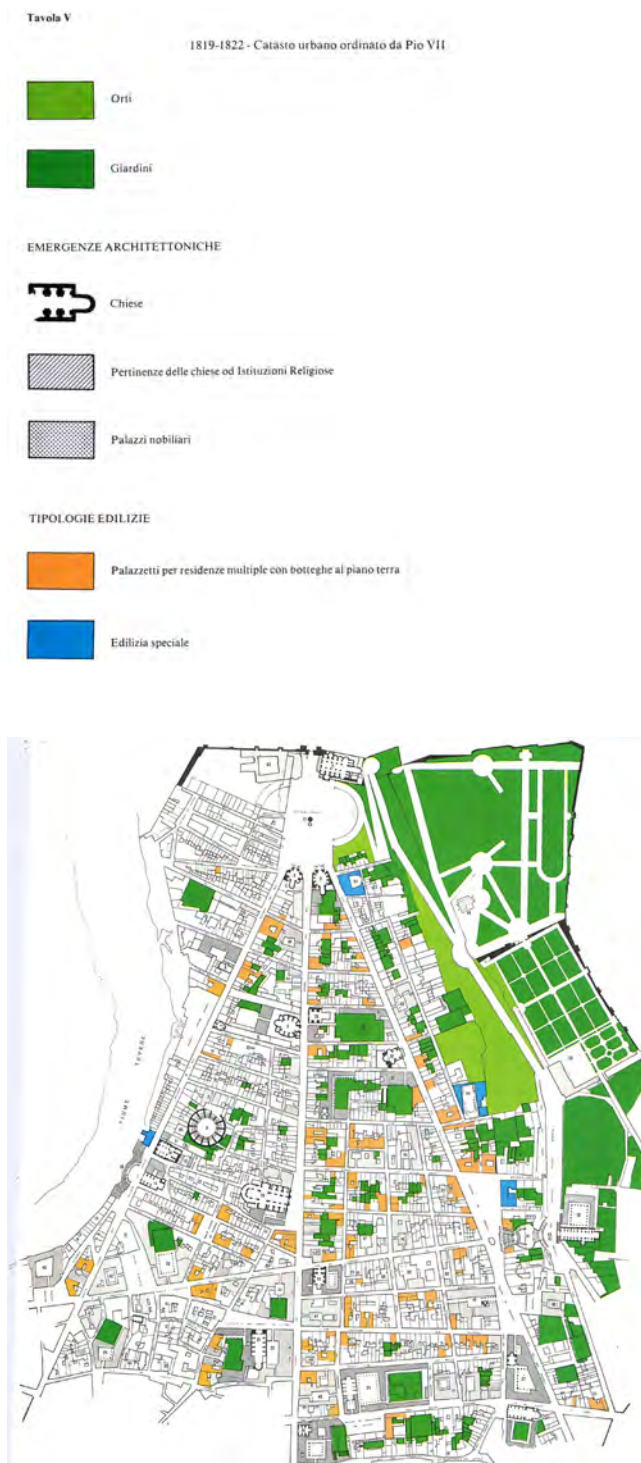 Tavola V
1819-1822 - Catasto urbano ordinato da Pio VII
Orti
Giardini
EMERGENZE ARCHITETTONICHE
Chiese
Pertinenze delle chiese od Istituzioni Religiose
Palazzi nobiliari
TIPOLOGIE EDILIZIE
Palazzetti per residenze multiple con botteghe al piano terra
Edilizia speciale
FIUME TEVERE